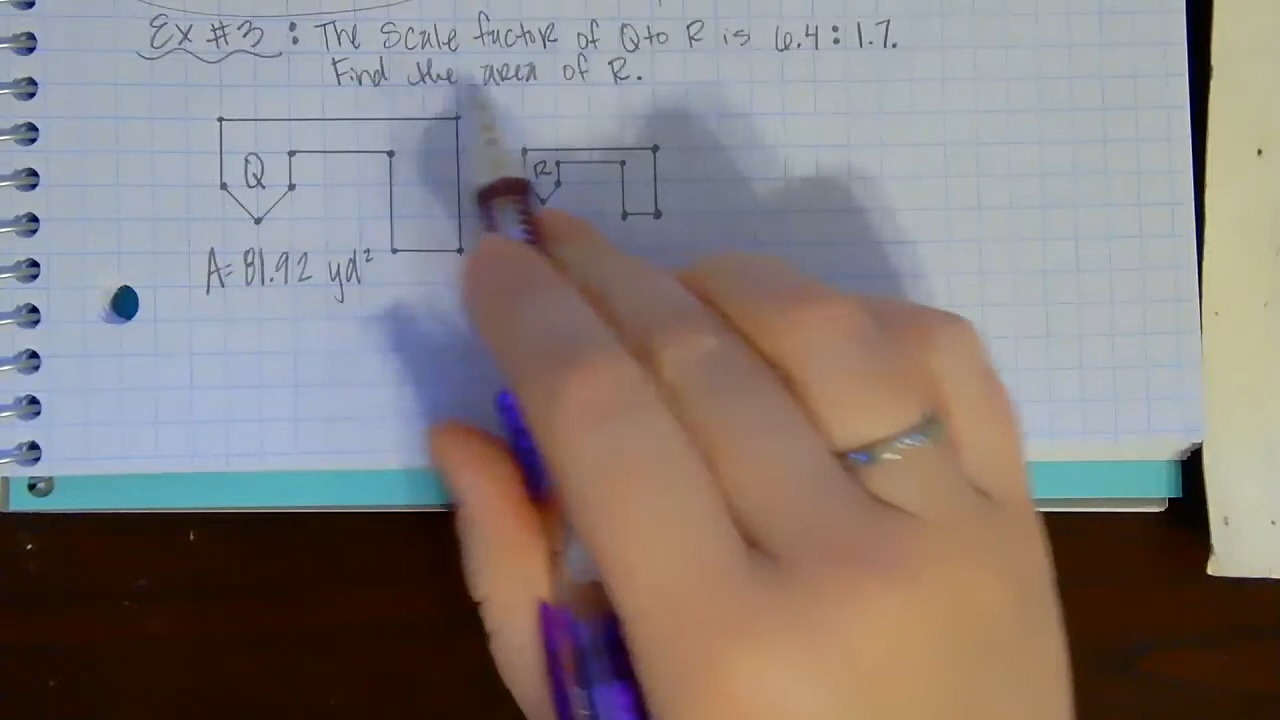 Ex #3: The Scale factor of Q to R is 6.4 : 1.7.
Find the area of R.
Q
R
A = 81.92 yd²